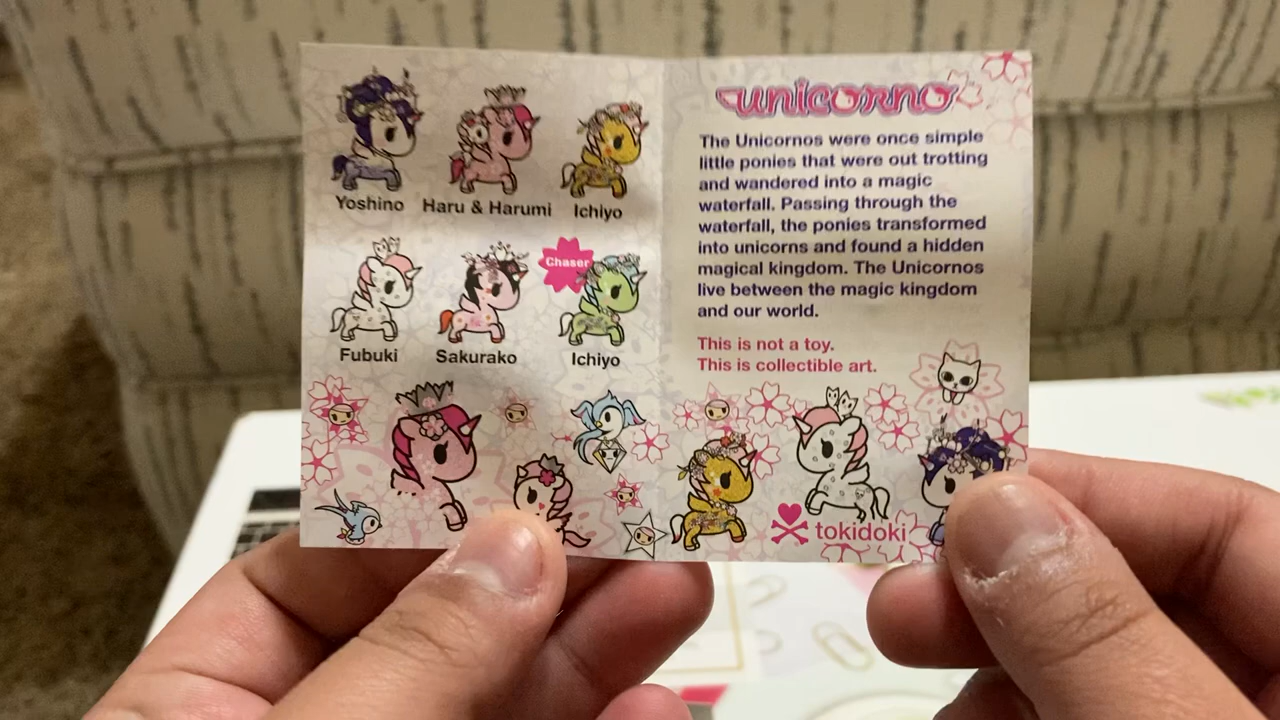 Yoshino
Haru & Harumi
Ichiyo
Chaser
Fubuki
Sakurako
Ichiyo
unicorno
The Unicornos were once simple
little ponies that were out trotting
and wandered into a magic
waterfall. Passing through the
waterfall, the ponies transformed
into unicorns and found a hidden
magical kingdom. The Unicornos
live between the magic kingdom
and our world.
This is not a toy.
This is collectible art.
tokidoki